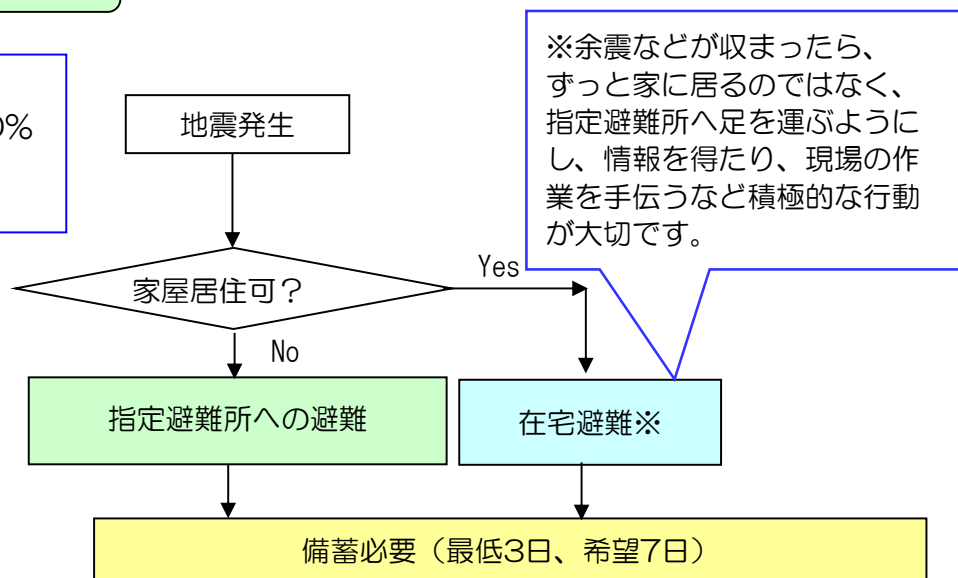 ※余震などが収まったら、
ずっと家に居るのではなく、
指定避難所へ足を運ぶように
し、情報を得たり、現場の作
業を手伝うなど積極的な行動
が大切です。
%
地震発生
家屋居住可？
Yes
No
指定避難所への避難
在宅避難※
備蓄必要（最低3日、希望7日）